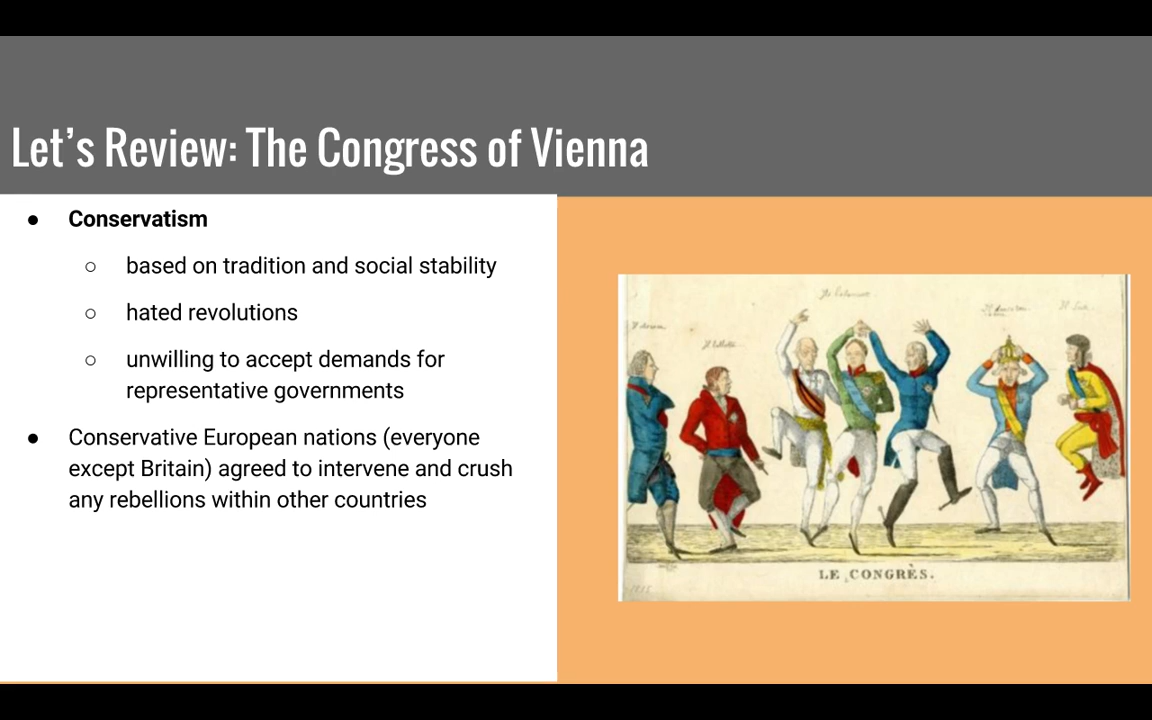 Let’s Review: The Congress of Vienna
● Conservatism
○ based on tradition and social stability
○ hated revolutions
○ unwilling to accept demands for
representative governments
● Conservative European nations (everyone
except Britain) agreed to intervene and crush
any rebellions within other countries
LE CONGRÈS.